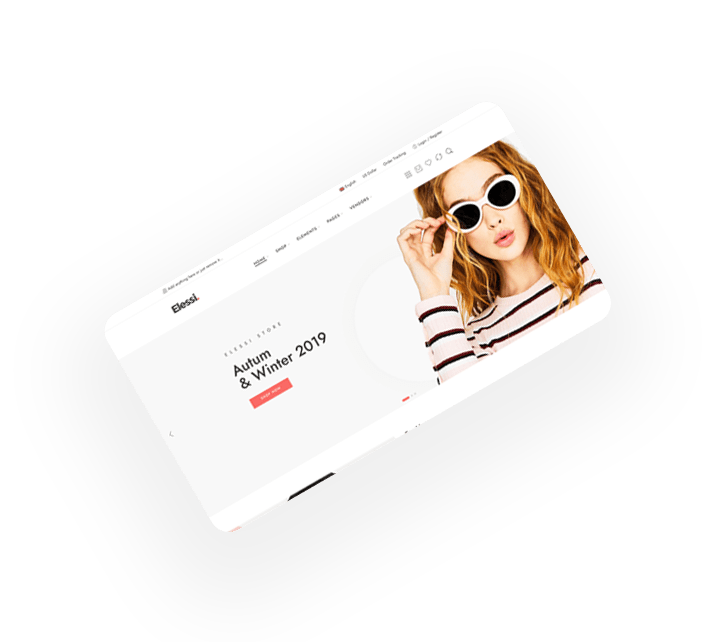 Add anything here or just remove it...
English US Dollar Order Tracking Login / Register
Elessi.
HOME SHOP ELEMENTS PAGES VENDORS
ELESSI STORE
Autum
& Winter 2019
SHOP NOW